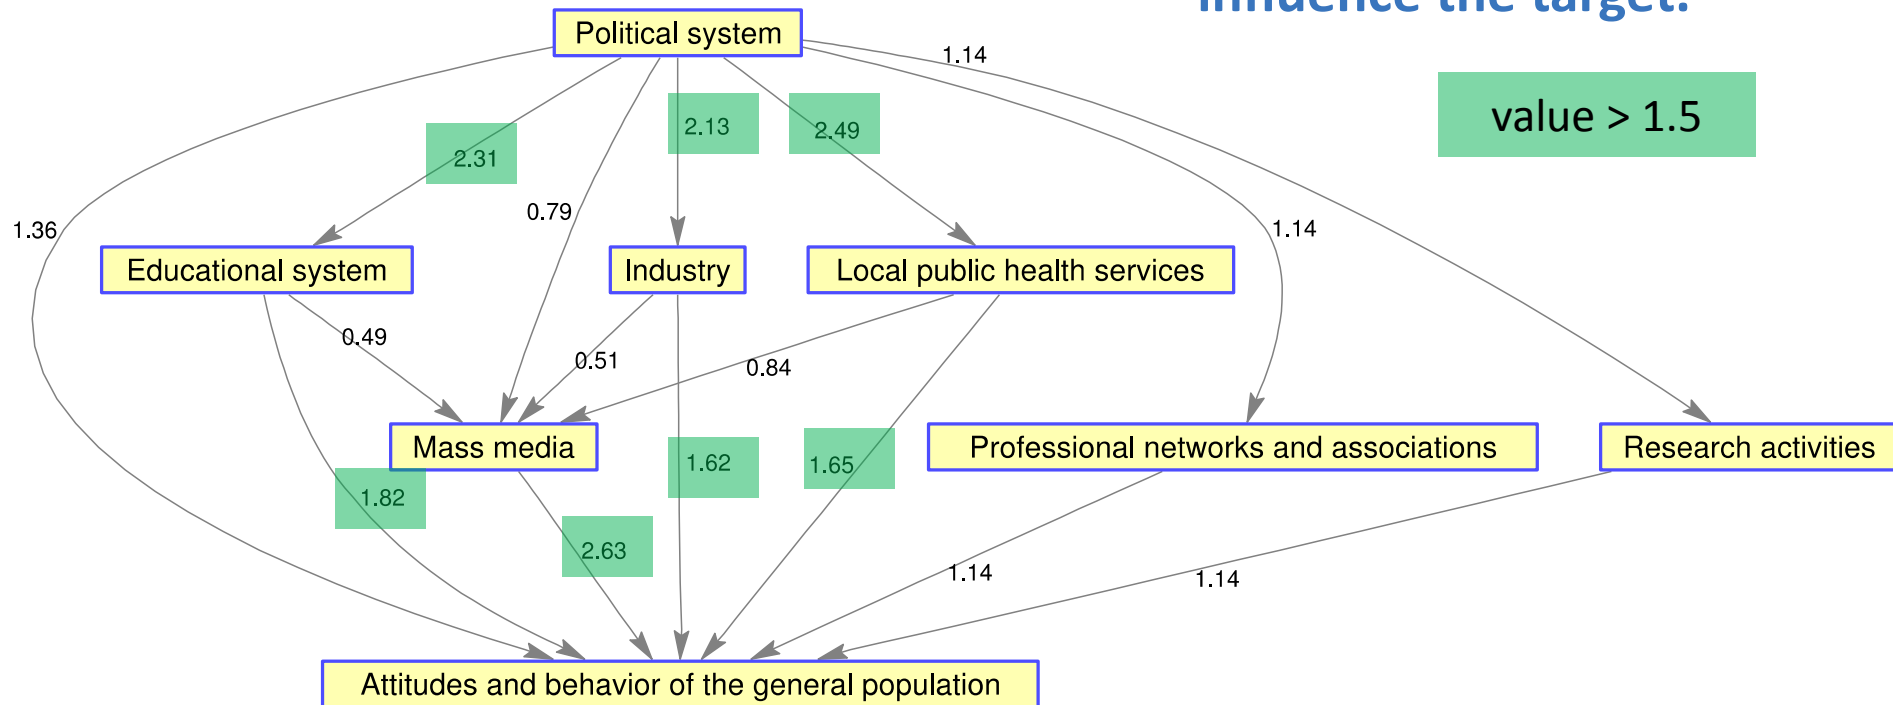 influence the target.
Political system
1.14
value > 1.5
2.13
2.49
2.31
0.79
1.36
1.14
Educational system
Industry
Local public health services
0.49
0.51
0.84
Mass media
Professional networks and associations
Research activities
1.62
1.65
1.82
2.63
1.14
1.14
Attitudes and behavior of the general population